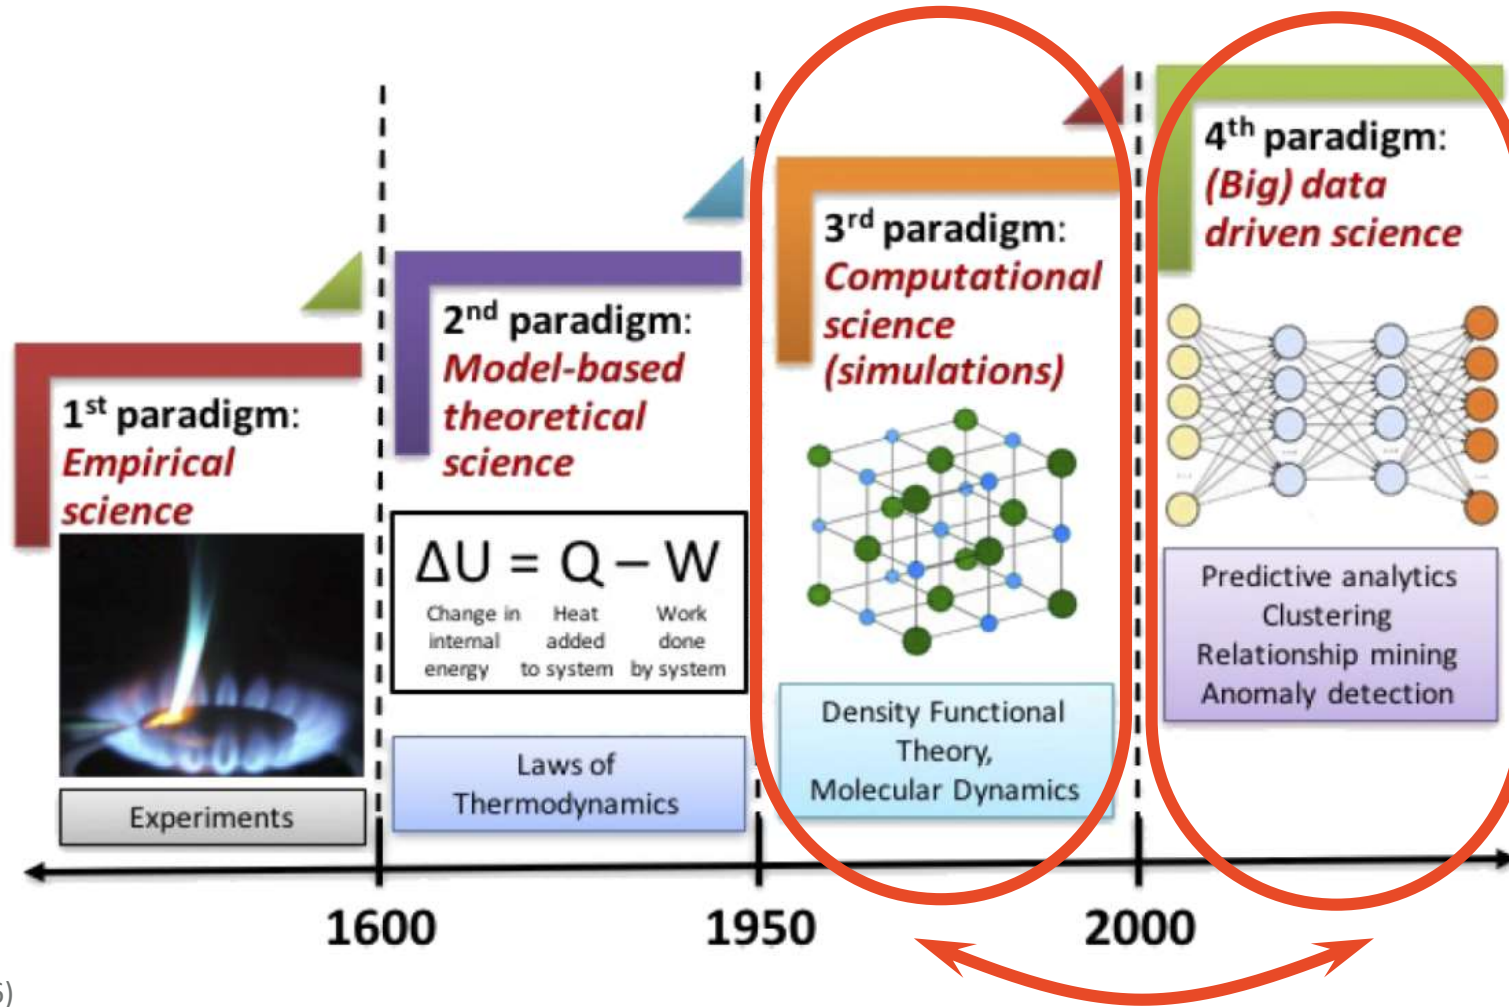 1st paradigm:
Empirical
science
Experiments
2nd paradigm:
Model-based
theoretical
science
ΔU = Q – W
Change in internal energy
Heat added to system
Work done by system
Laws of
Thermodynamics
3rd paradigm:
Computational
science
(simulations)
Density Functional
Theory,
Molecular Dynamics
4th paradigm:
(Big) data
driven science
Predictive analytics
Clustering
Relationship mining
Anomaly detection
1600
1950
2000